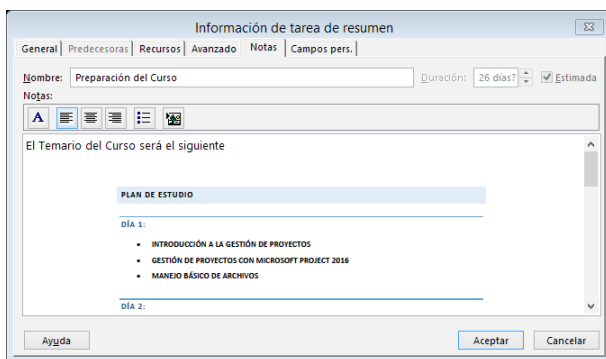 Información de tarea de resumen
General Predecesoras Recursos Avanzado Notas Campos pers.
Nombre: Preparación del Curso Duración: 26 días? Estimada
Notas:
A
El Temario del Curso será el siguiente
PLAN DE ESTUDIO
DÍA 1:
• INTRODUCCIÓN A LA GESTIÓN DE PROYECTOS
• GESTIÓN DE PROYECTOS CON MICROSOFT PROJECT 2016
• MANEJO BÁSICO DE ARCHIVOS
DÍA 2:
Ayuda Aceptar Cancelar